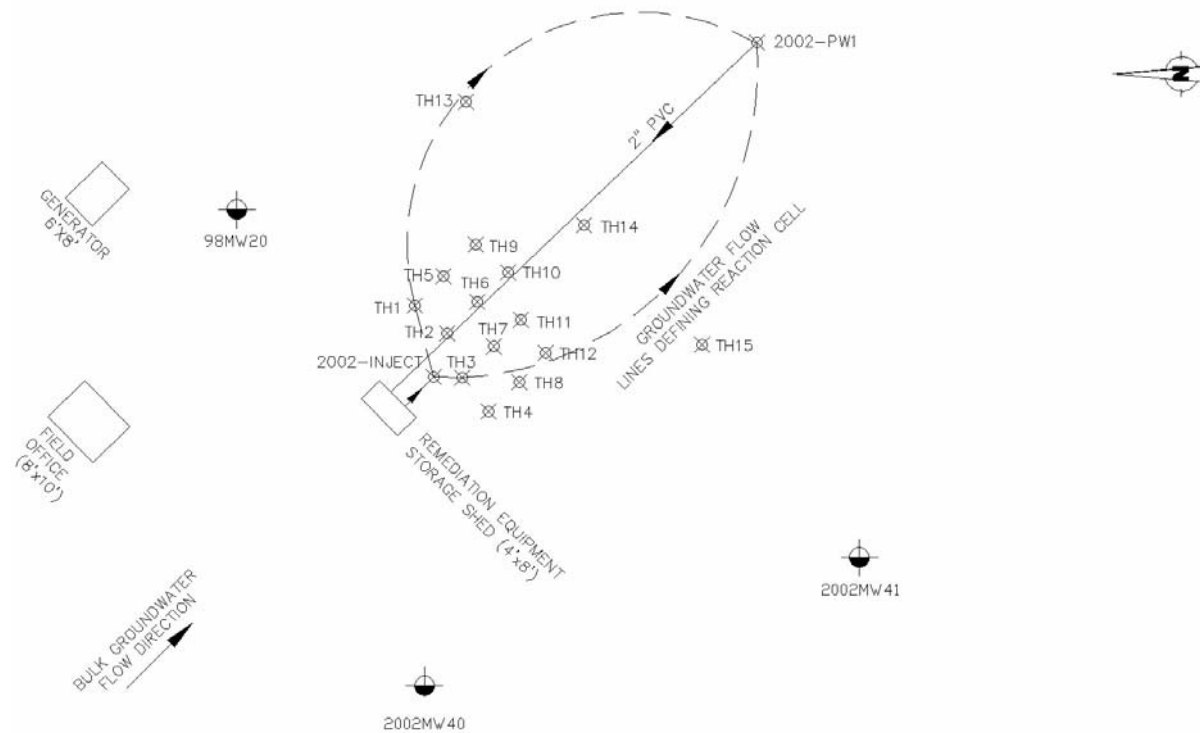 2002-PW1
N
2" PVC
TH13
GENERATOR
6'X8'
98MW20
TH14
TH9
TH10
TH5
TH6
TH1
TH11
TH2
TH7
TH12
GROUNDWATER FLOW
LINES DEFINING REACTION CELL
TH15
2002-INJECT
TH3
TH8
TH4
FIELD
OFFICE
(8'x10')
REMEDIATION EQUIPMENT
STORAGE SHED (4'x8')
2002MW41
BULK GROUNDWATER
FLOW DIRECTION
2002MW40